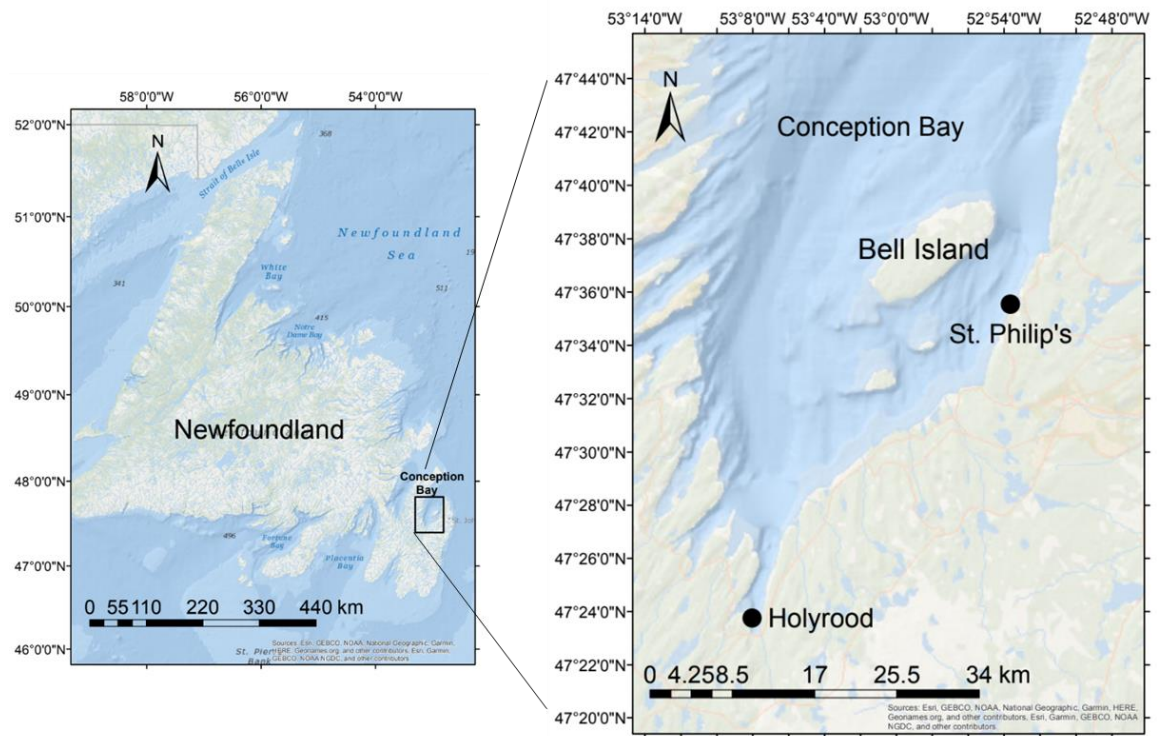 58°0'0"W 56°0'0"W 54°0'0"W
52°0'0"N
51°0'0"N
50°0'0"N
49°0'0"N
48°0'0"N
47°0'0"N
46°0'0"N
N
368
Strait of Belle Isle
Newfoundland
Sea
341
White
Bay
511
415
Notre
Dame Bay
Newfoundland
Conception
Bay
496
Fortune
Bay
Placentia
Bay
0 55 110 220 330 440 km
St. Pier
Bank
Sources: Esri, GEBCO, NOAA, National Geographic, Garmin,
HERE, Geonames.org, and other contributors, Esri, Garmin,
GEBCO, NOAA NGDC, and other contributors
53°14'0"W 53°8'0"W 53°4'0"W 53°0'0"W 52°54'0"W 52°48'0"W
47°44'0"N
47°42'0"N
47°40'0"N
47°38'0"N
47°36'0"N
47°34'0"N
47°32'0"N
47°30'0"N
47°28'0"N
47°26'0"N
47°24'0"N
47°22'0"N
47°20'0"N
N
Conception Bay
Bell Island
St. Philip's
Holyrood
0 4.25 8.5 17 25.5 34 km
Sources: Esri, GEBCO, NOAA, National Geographic, Garmin, HERE,
Geonames.org, and other contributors, Esri, Garmin, GEBCO, NOAA
NGDC, and other contributors